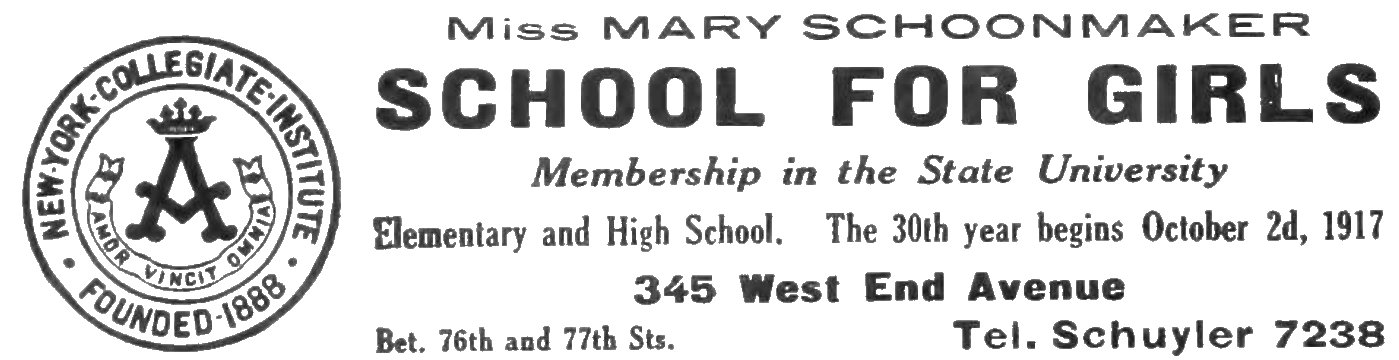 NEW-YORK-COLLEGIATE-INSTITUTE
A
AMOR VINCIT OMNIA
• FOUNDED-1888 •
Miss MARY SCHOONMAKER
SCHOOL FOR GIRLS
Membership in the State University
Elementary and High School. The 30th year begins October 2d, 1917
345 West End Avenue
Bet. 76th and 77th Sts. Tel. Schuyler 7238